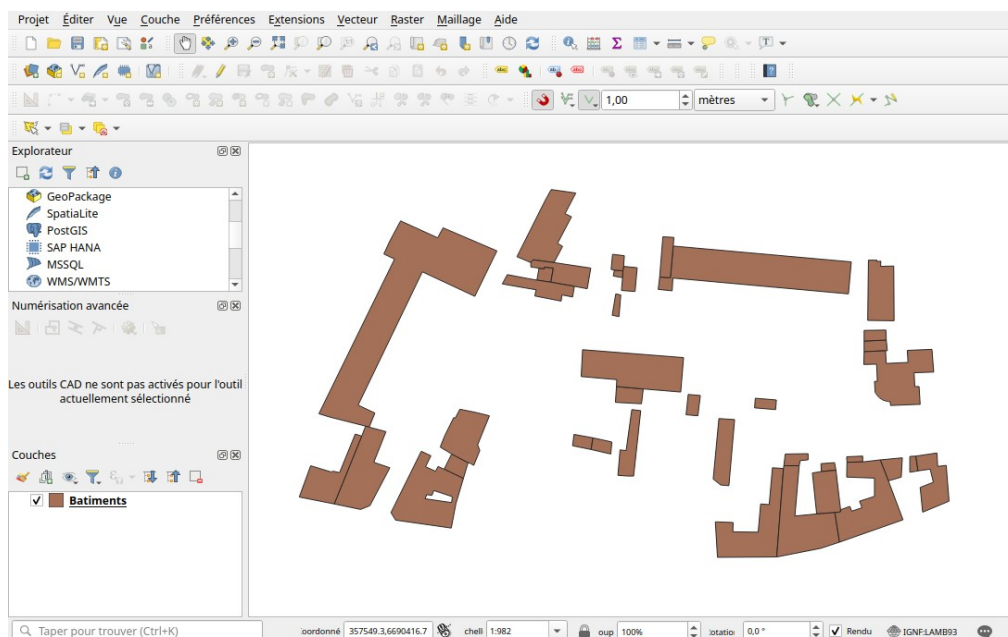 Projet Éditer Vue Couche Préférences Extensions Vecteur Raster Maillage Aide
1,00 mètres
Explorateur
GeoPackage
SpatiaLite
PostGIS
SAP HANA
MSSQL
WMS/WMTS
Numérisation avancée
Les outils CAD ne sont pas activés pour l'outil
actuellement sélectionné
Couches
Batiments
Taper pour trouver (Ctrl+K) oordonné 357549.3,6690416.7 chell 1:982 oup 100% otatio 0,0 ° Rendu IGNF:LAMB93